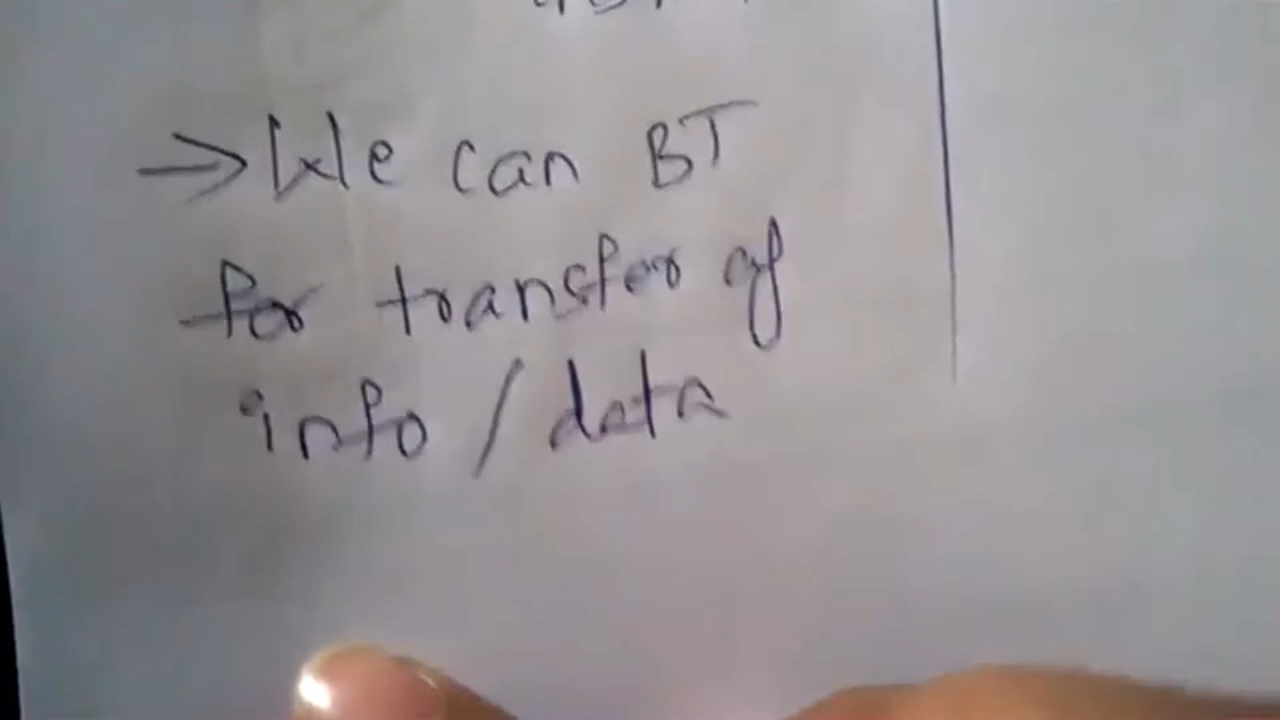 → We can BT
for transfer of
info / data